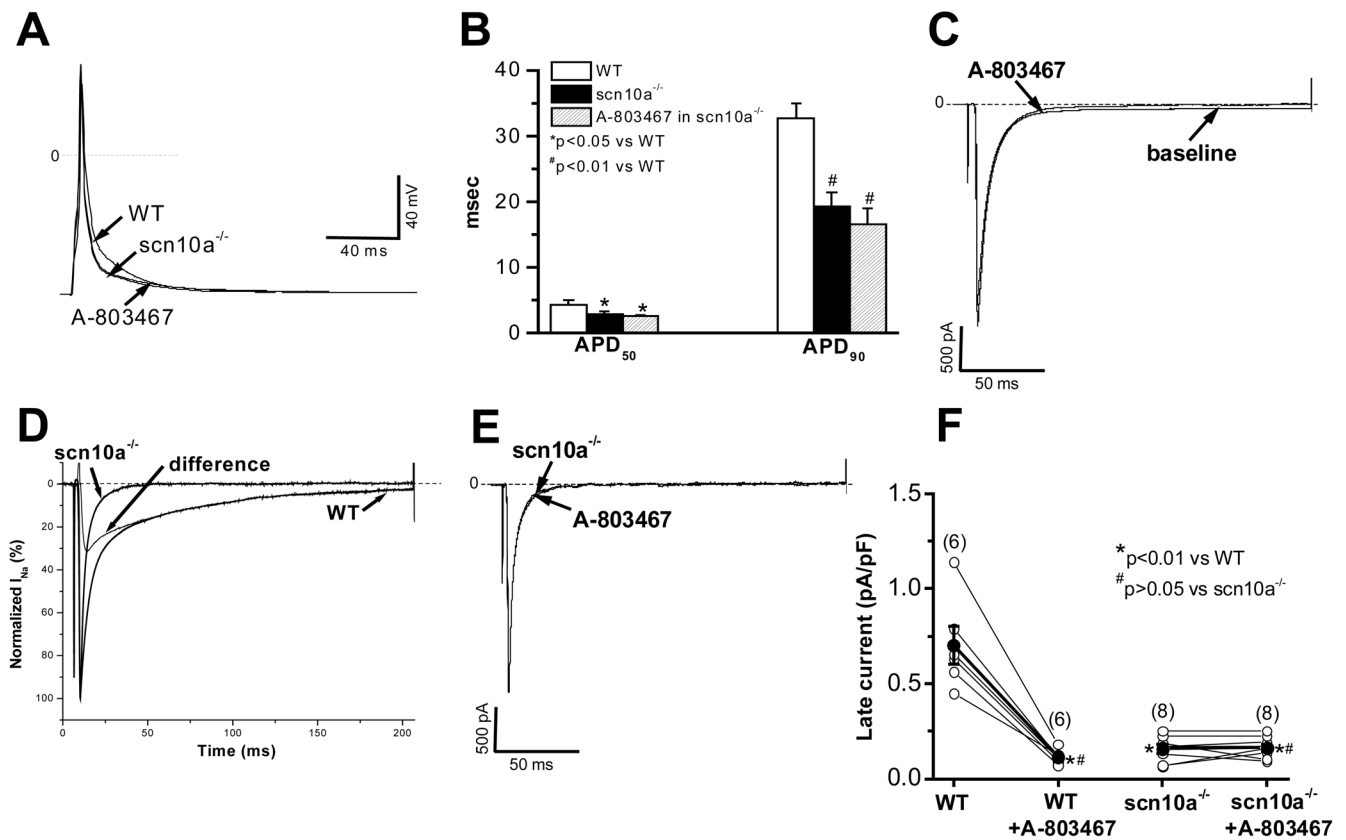 A
0
WT
scn10a-/-
A-803467
40 mV
40 ms
B
40
30
20
10
0
msec
WT
scn10a-/-
A-803467 in scn10a-/-
*p<0.05 vs WT
#p<0.01 vs WT
* *
# #
APD50
APD90
C
A-803467
0
baseline
500 pA
50 ms
D
scn10a-/-
difference
WT
0
20
40
60
80
100
Normalized INa (%)
0 50 100 150 200
Time (ms)
E
scn10a-/-
0
A-803467
500 pA
50 ms
F
1.5
1.0
0.5
0.0
Late current (pA/pF)
(6)
(6)
(8)
(8)
*p<0.01 vs WT
#p>0.05 vs scn10a-/-
*#
*
*#
WT
WT
+A-803467
scn10a-/-
scn10a-/-
+A-803467